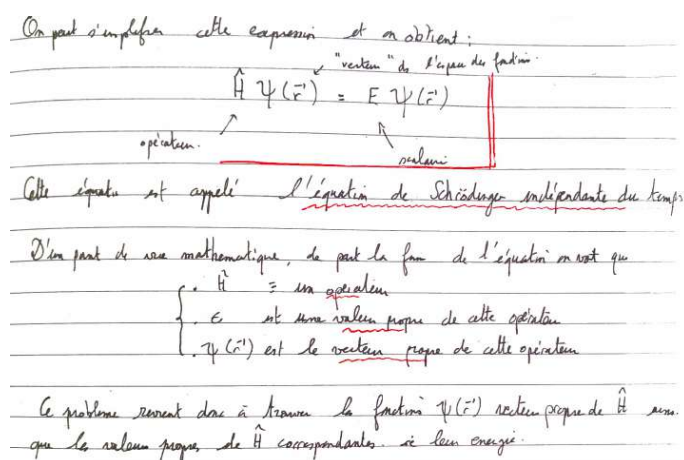 On peut simplifier cette expression et on obtient :
"vecteur" de l'espace des fonctions.
Ĥ Ψ(r⃗) = E Ψ(r⃗)
opérateur.
scalaire
Cette équatu est appelé l'équation de Schrödinger indépendante du temps
D'un point de vue mathématique, de part la form de l'équation on voit que
. Ĥ ≡ un opérateur
. ε est une valeur propre de cette opérateur
. Ψ(r⃗) est le vecteur propre de cette opérateur
Ce problème revient donc à trouver la fonction Ψ(r⃗) vecteur propre de Ĥ
que les valeurs propres de Ĥ correspondantes. ie leur energie.